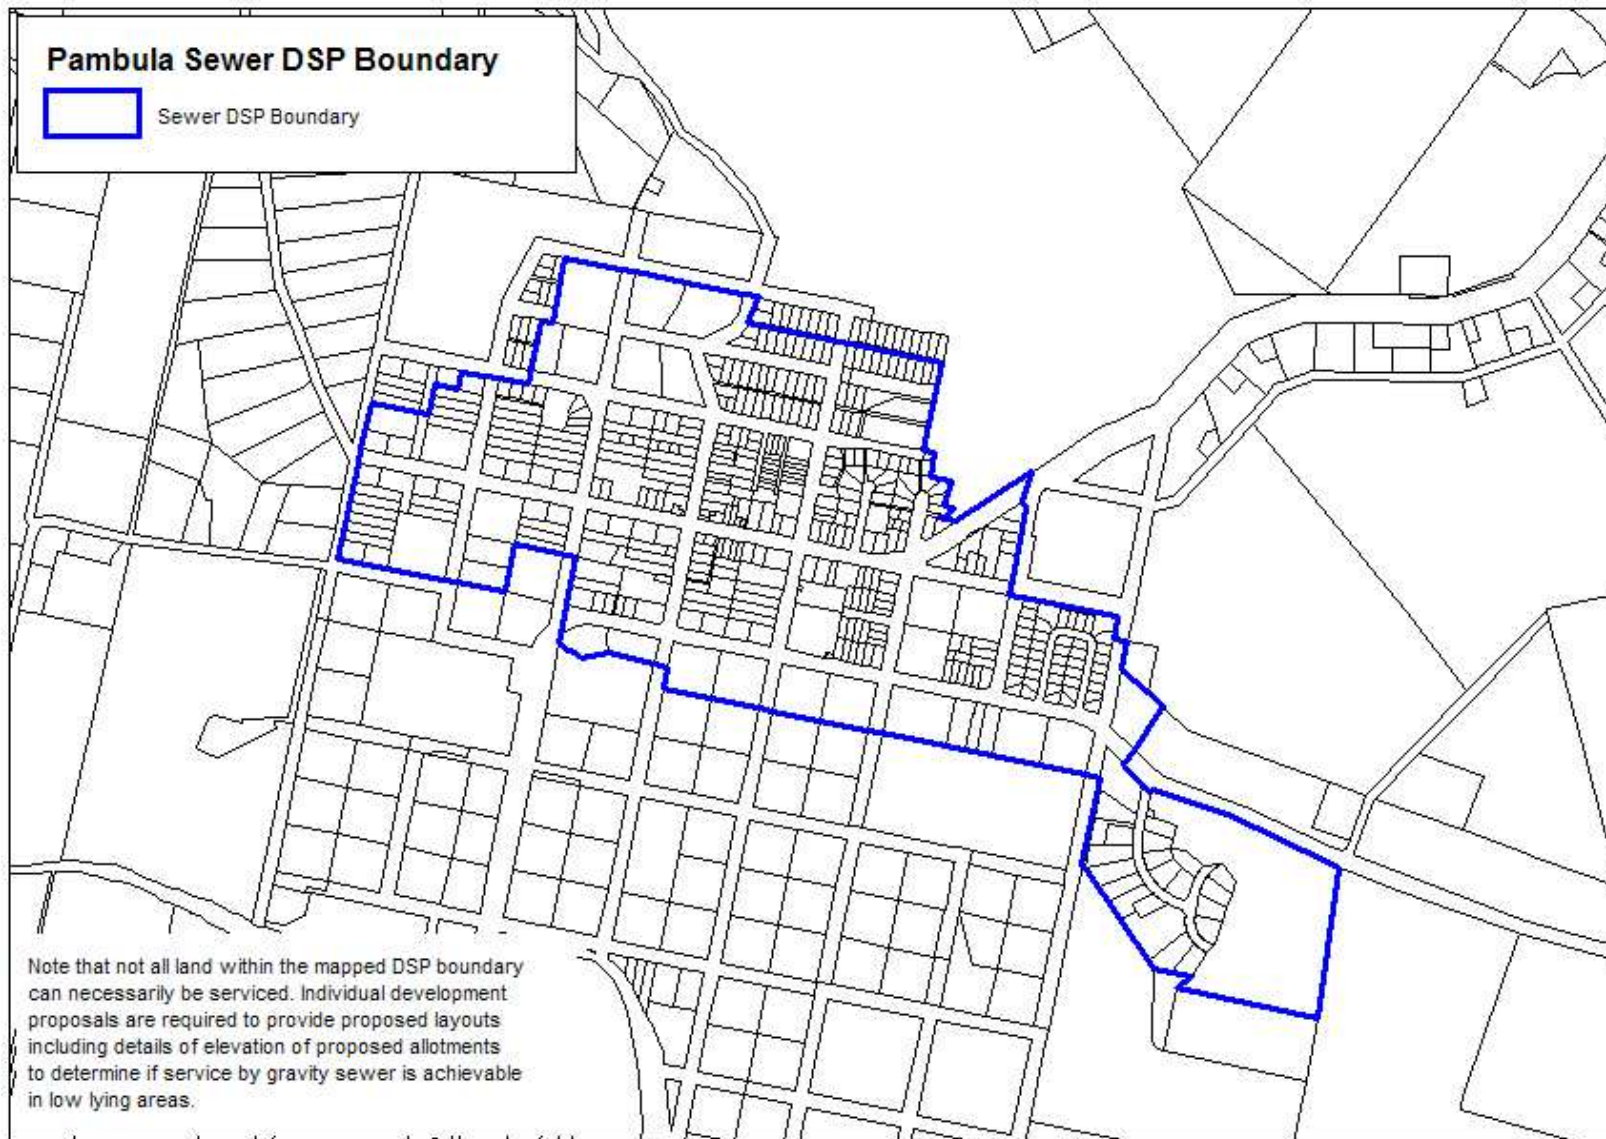 Pambula Sewer DSP Boundary
Sewer DSP Boundary
Note that not all land within the mapped DSP boundary
can necessarily be serviced. Individual development
proposals are required to provide proposed layouts
including details of elevation of proposed allotments
to determine if service by gravity sewer is achievable
in low lying areas.